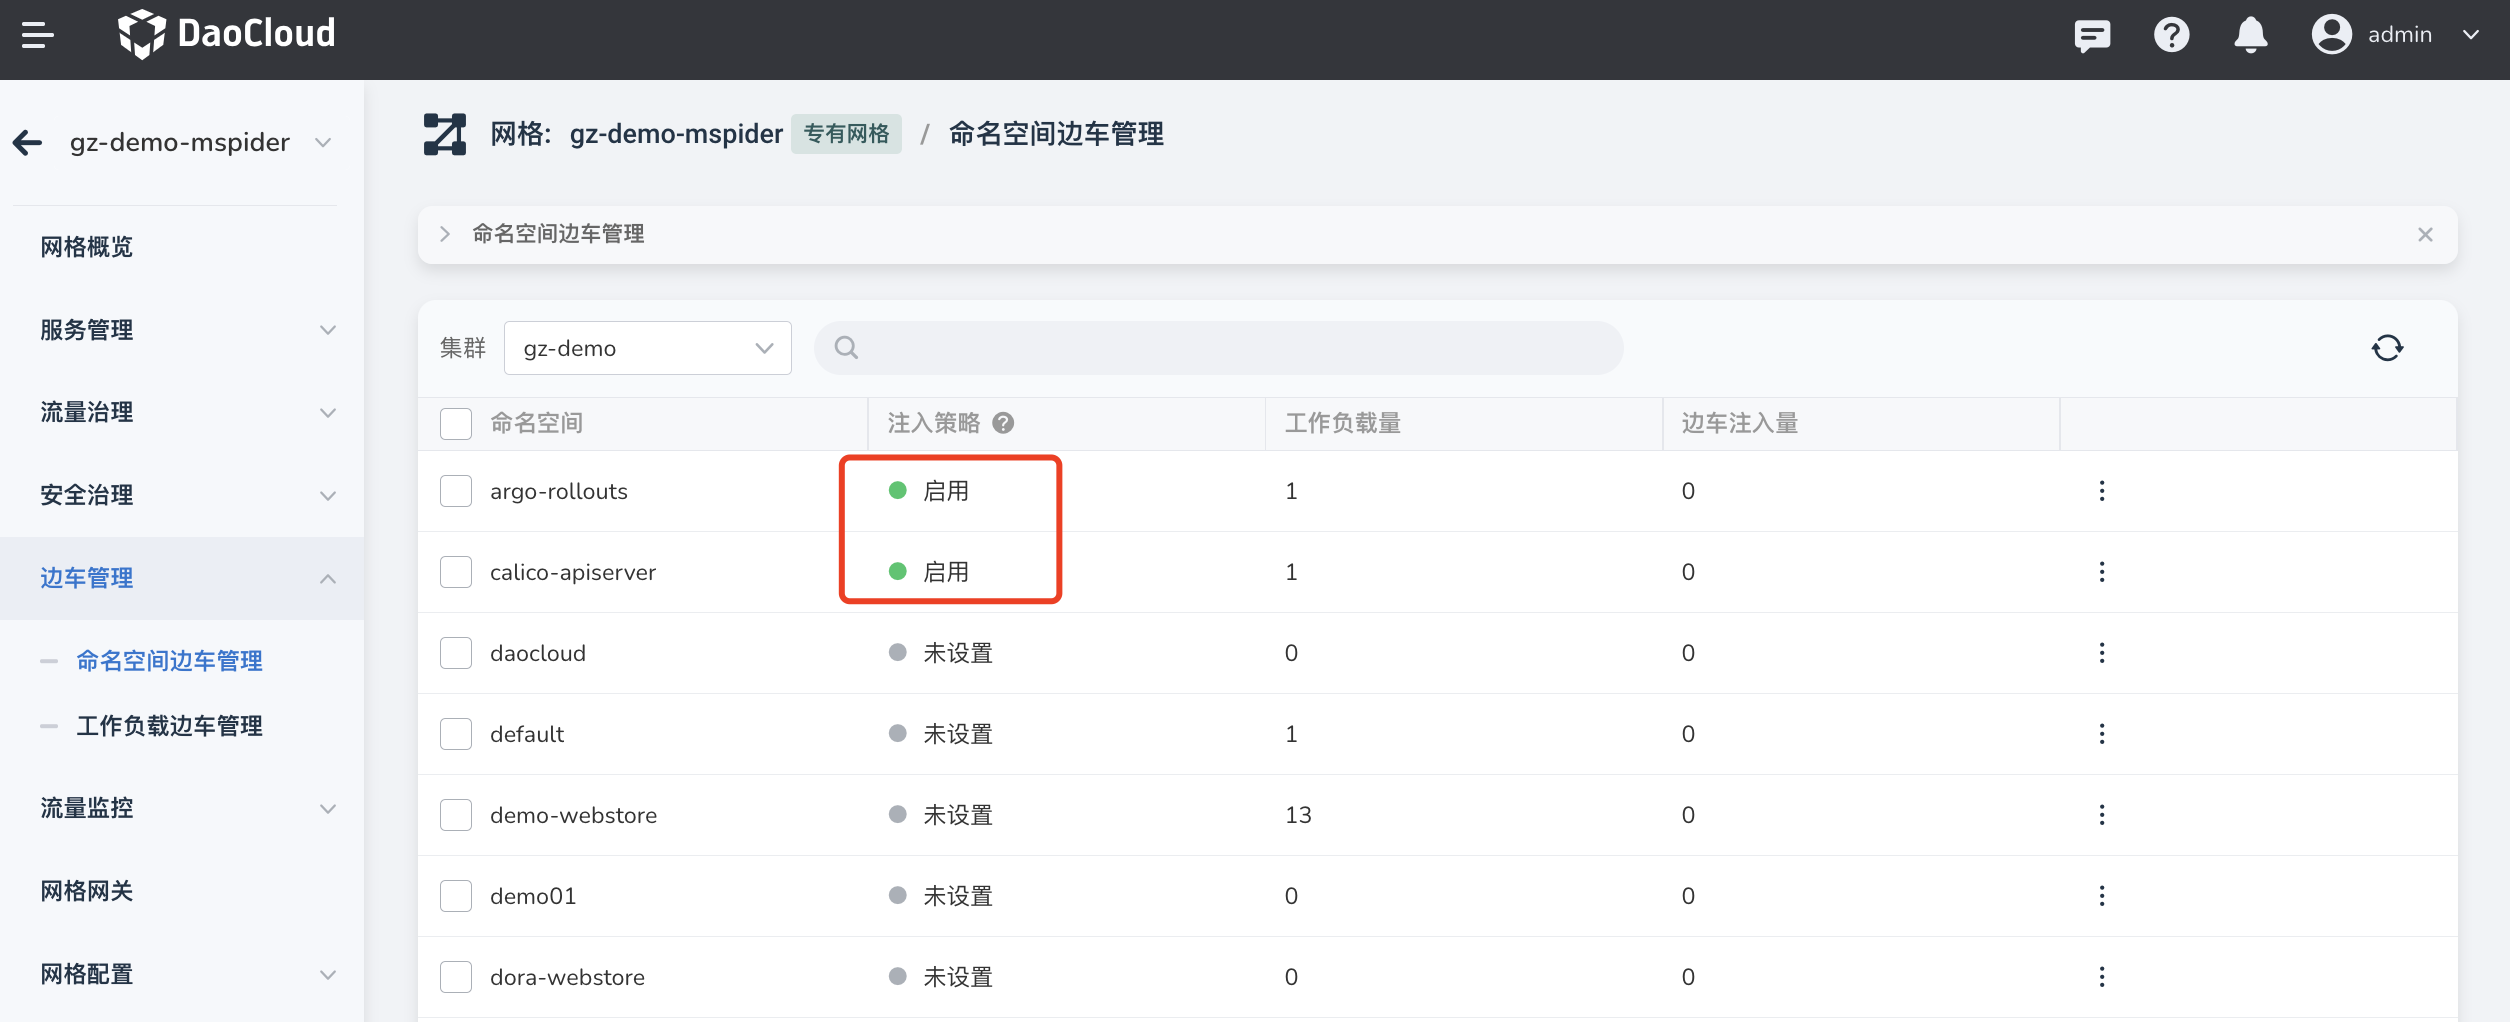 DaoCloud
admin
gz-demo-mspider
网格: gz-demo-mspider 专有网格 / 命名空间边车管理
网格概览
服务管理
流量治理
安全治理
边车管理
命名空间边车管理
工作负载边车管理
流量监控
网格网关
网格配置
命名空间边车管理
集群 gz-demo
命名空间 注入策略 工作负载量 边车注入量
argo-rollouts 启用 1 0
calico-apiserver 启用 1 0
daocloud 未设置 0 0
default 未设置 1 0
demo-webstore 未设置 13 0
demo01 未设置 0 0
dora-webstore 未设置 0 0